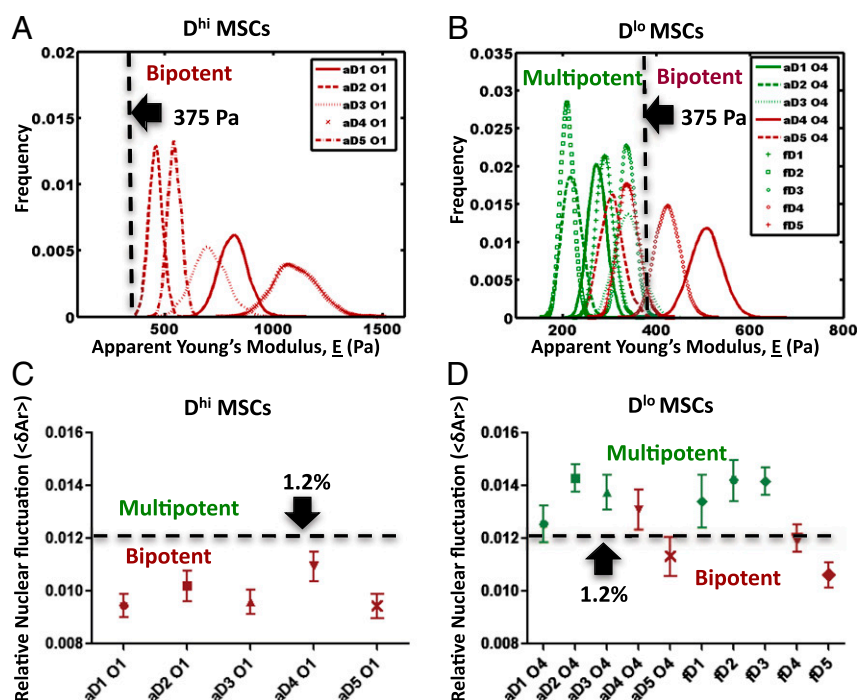 A
D^hi MSCs
Frequency
0.02
0.015
0.01
0.005
0
500
1000
1500
Bipotent
375 Pa
aD1 O1
aD2 O1
aD3 O1
aD4 O1
aD5 O1
Apparent Young's Modulus, E (Pa)
B
D^lo MSCs
Frequency
0.035
0.03
0.025
0.02
0.015
0.01
0.005
0
200
400
600
800
Multipotent
Bipotent
375 Pa
aD1 O4
aD2 O4
aD3 O4
aD4 O4
aD5 O4
fD1
fD2
fD3
fD4
fD5
Apparent Young's Modulus, E (Pa)
C
D^hi MSCs
Relative Nuclear fluctuation (<δAr>)
0.016
0.014
0.012
0.010
0.008
1.2%
Multipotent
Bipotent
aD1 O1
aD2 O1
aD3 O1
aD4 O1
aD5 O1
D
D^lo MSCs
Relative Nuclear fluctuation (<δAr>)
0.016
0.014
0.012
0.010
0.008
Multipotent
1.2%
Bipotent
aD1 O4
aD2 O4
aD3 O4
aD4 O4
aD5 O4
fD1
fD2
fD3
fD4
fD5